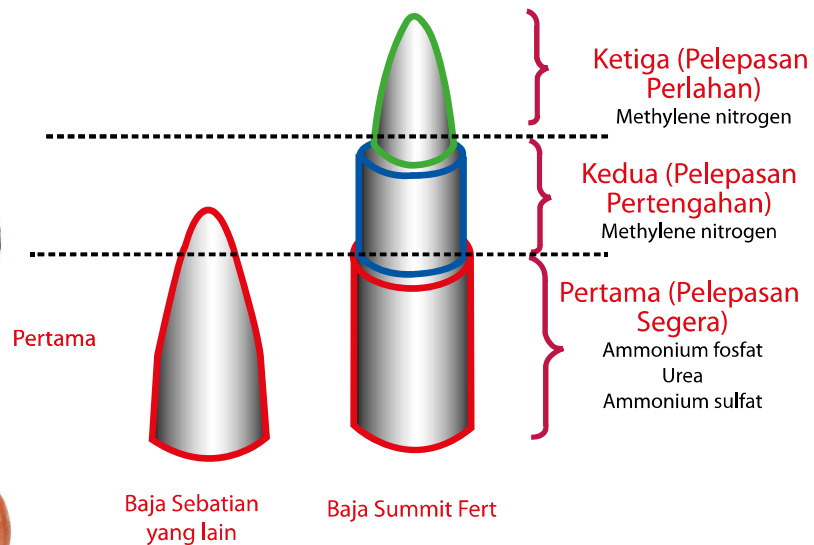 Ketiga (Pelepasan
Perlahan)
Methylene nitrogen
Kedua (Pelepasan
Pertengahan)
Methylene nitrogen
Pertama (Pelepasan
Segera)
Ammonium fosfat
Urea
Ammonium sulfat
Pertama
Baja Sebatian
yang lain
Baja Summit Fert